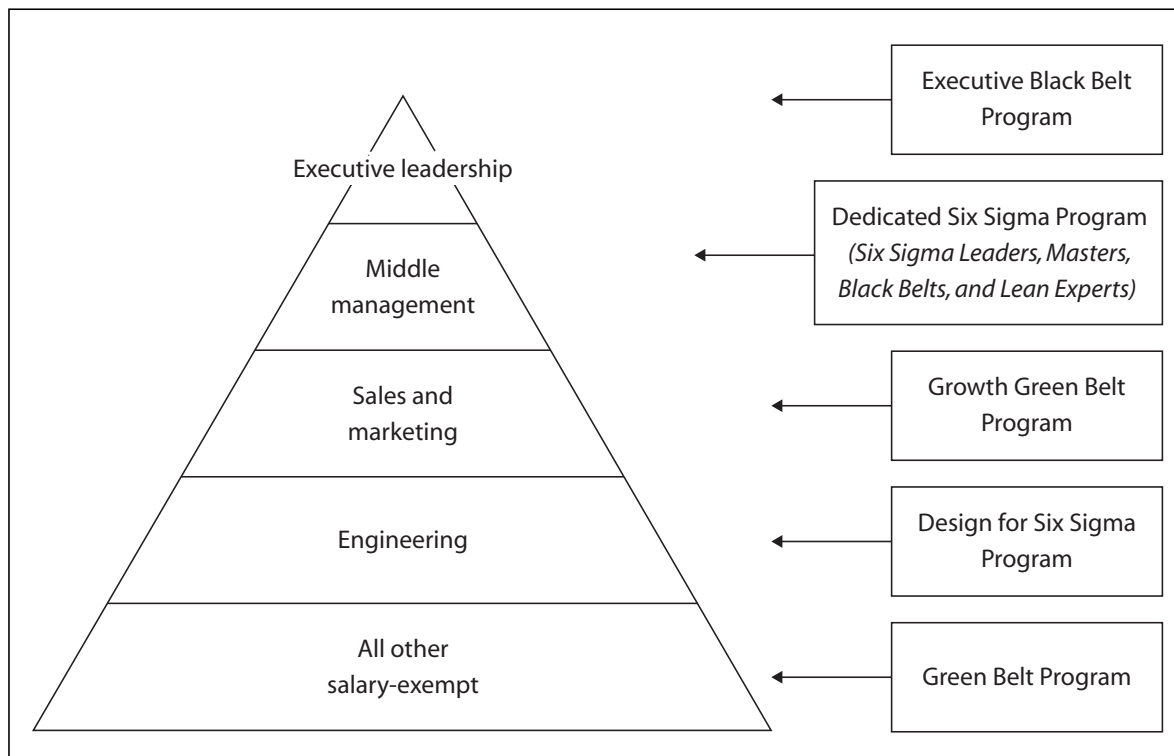 Executive leadership
Middle
management
Sales and
marketing
Engineering
All other
salary-exempt
Executive Black Belt
Program
Dedicated Six Sigma Program
(Six Sigma Leaders, Masters,
Black Belts, and Lean Experts)
Growth Green Belt
Program
Design for Six Sigma
Program
Green Belt Program